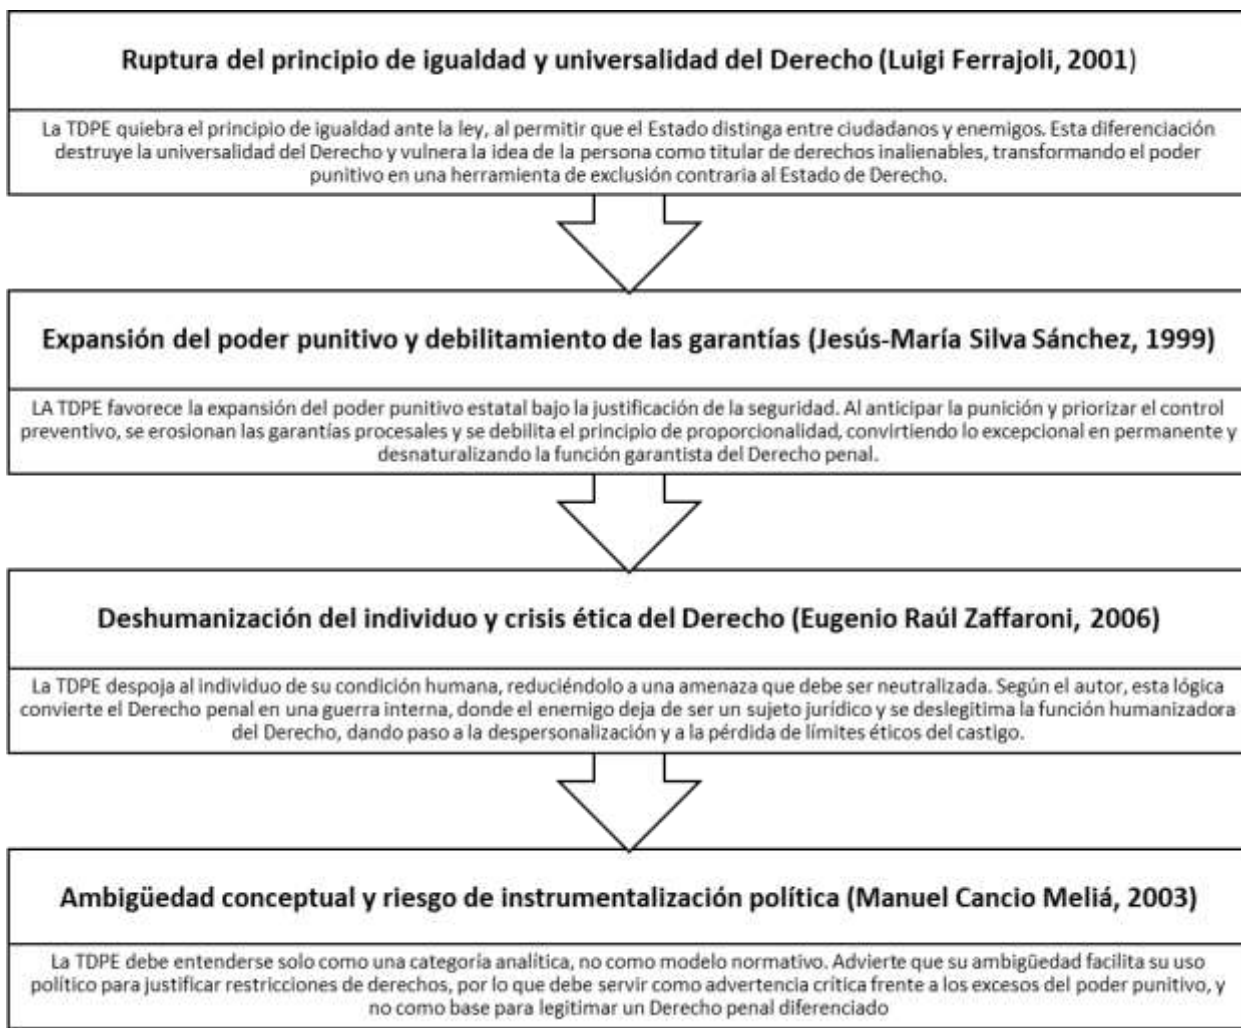 Ruptura del principio de igualdad y universalidad del Derecho (Luigi Ferrajoli, 2001)
La TDPE quiebra el principio de igualdad ante la ley, al permitir que el Estado distinga entre ciudadanos y enemigos. Esta diferenciación
destruye la universalidad del Derecho y vulnera la idea de la persona como titular de derechos inalienables, transformando el poder
punitivo en una herramienta de exclusión contraria al Estado de Derecho.
Expansión del poder punitivo y debilitamiento de las garantías (Jesús-María Silva Sánchez, 1999)
LA TDPE favorece la expansión del poder punitivo estatal bajo la justificación de la seguridad. Al anticipar la punición y priorizar el control
preventivo, se erosionan las garantías procesales y se debilita el principio de proporcionalidad, convirtiendo lo excepcional en permanente y
desnaturalizando la función garantista del Derecho penal.
Deshumanización del individuo y crisis ética del Derecho (Eugenio Raúl Zaffaroni, 2006)
La TDPE despoja al individuo de su condición humana, reduciéndolo a una amenaza que debe ser neutralizada. Según el autor, esta lógica
convierte el Derecho penal en una guerra interna, donde el enemigo deja de ser un sujeto jurídico y se deslegitima la función humanizadora
del Derecho, dando paso a la despersonalización y a la pérdida de límites éticos del castigo.
Ambigüedad conceptual y riesgo de instrumentalización política (Manuel Cancio Meliá, 2003)
La TDPE debe entenderse solo como una categoría analítica, no como modelo normativo. Advierte que su ambigüedad facilita su uso
político para justificar restricciones de derechos, por lo que debe servir como advertencia crítica frente a los excesos del poder punitivo, y
no como base para legitimar un Derecho penal diferenciado